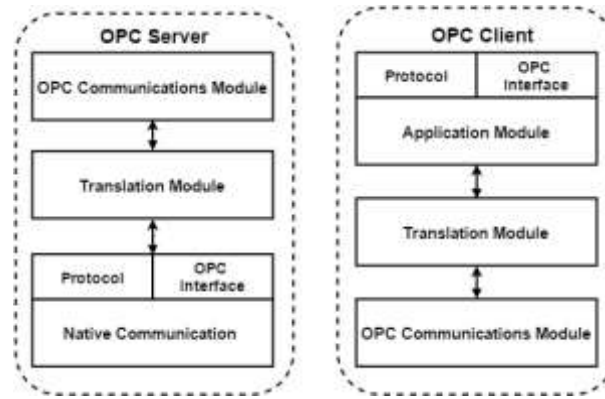 OPC Server
OPC Communications Module
Translation Module
Protocol
OPC
Interface
Native Communication
OPC Client
Protocol
OPC
Interface
Application Module
Translation Module
OPC Communications Module